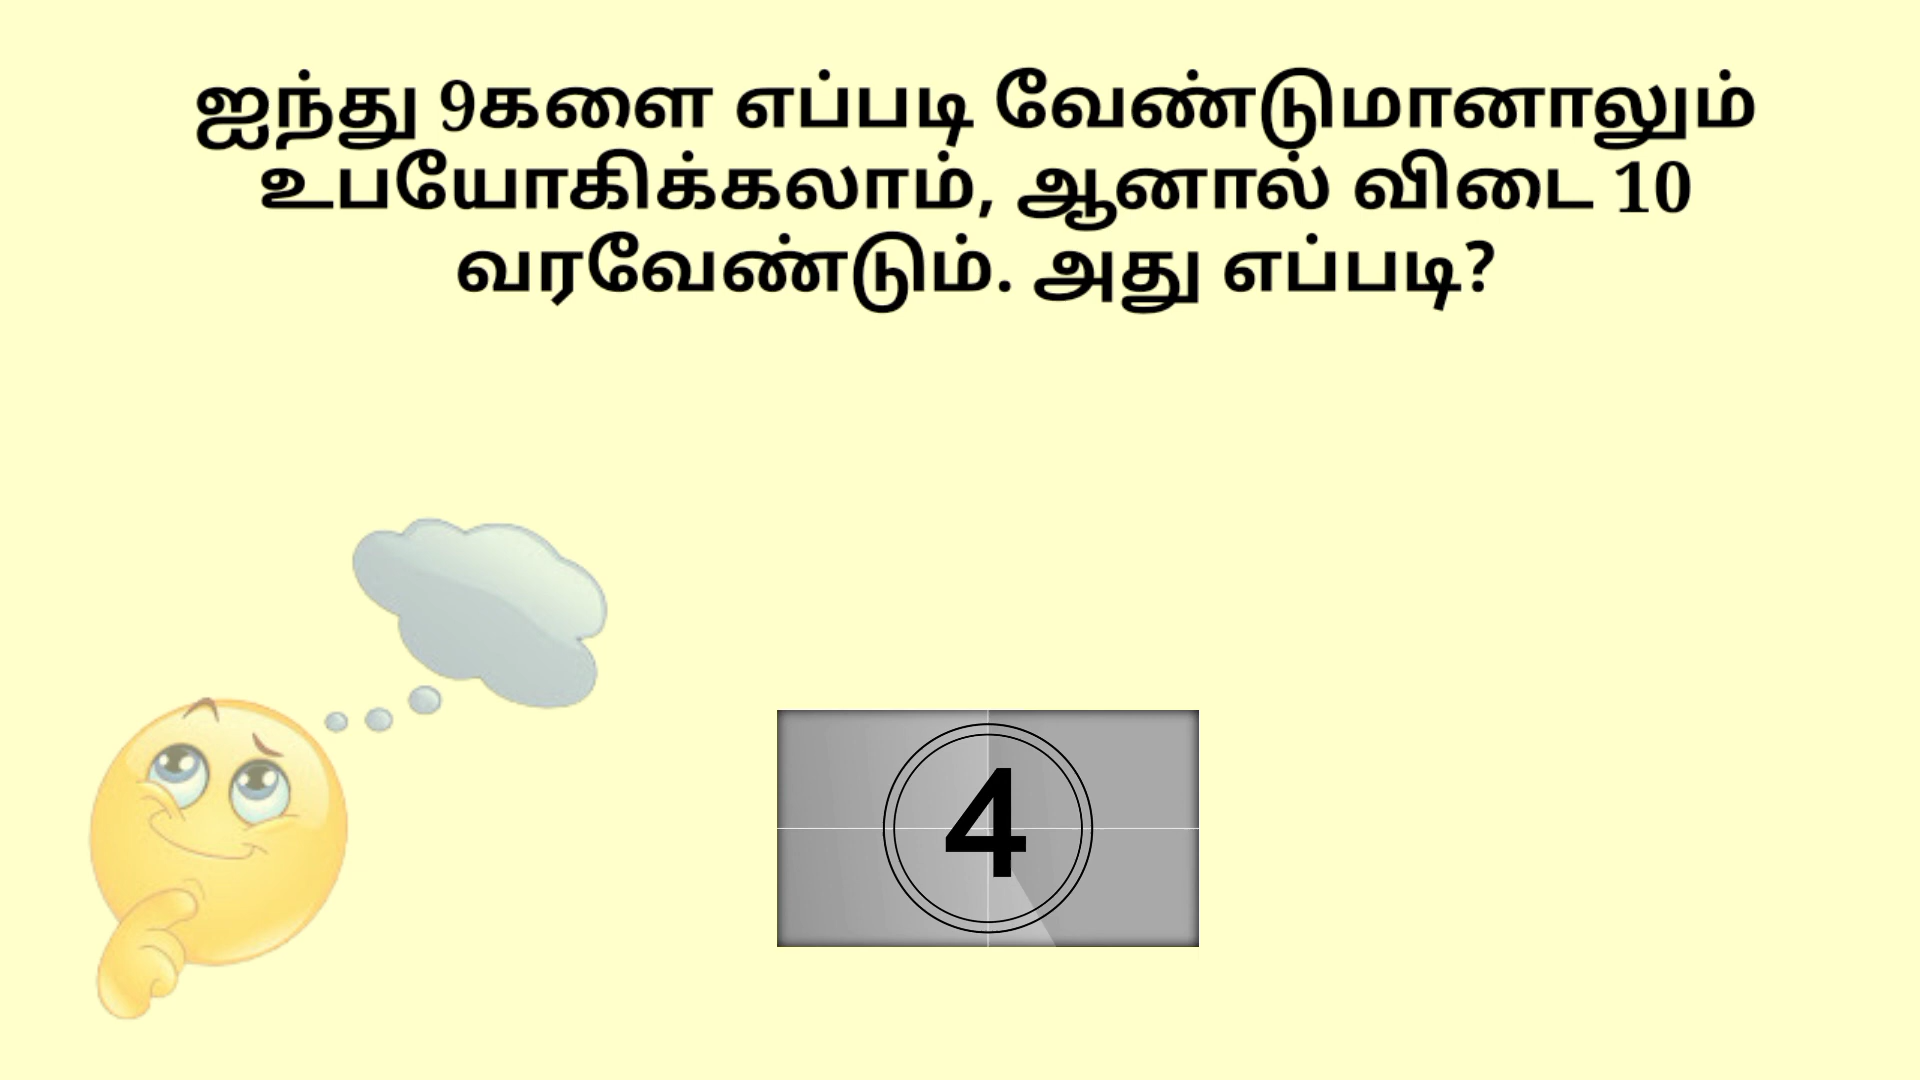 ஐந்து 9களை எப்படி வேண்டுமானாலும்
உபயோகிக்கலாம், ஆனால் விடை 10
வரவேண்டும். அது எப்படி?
4